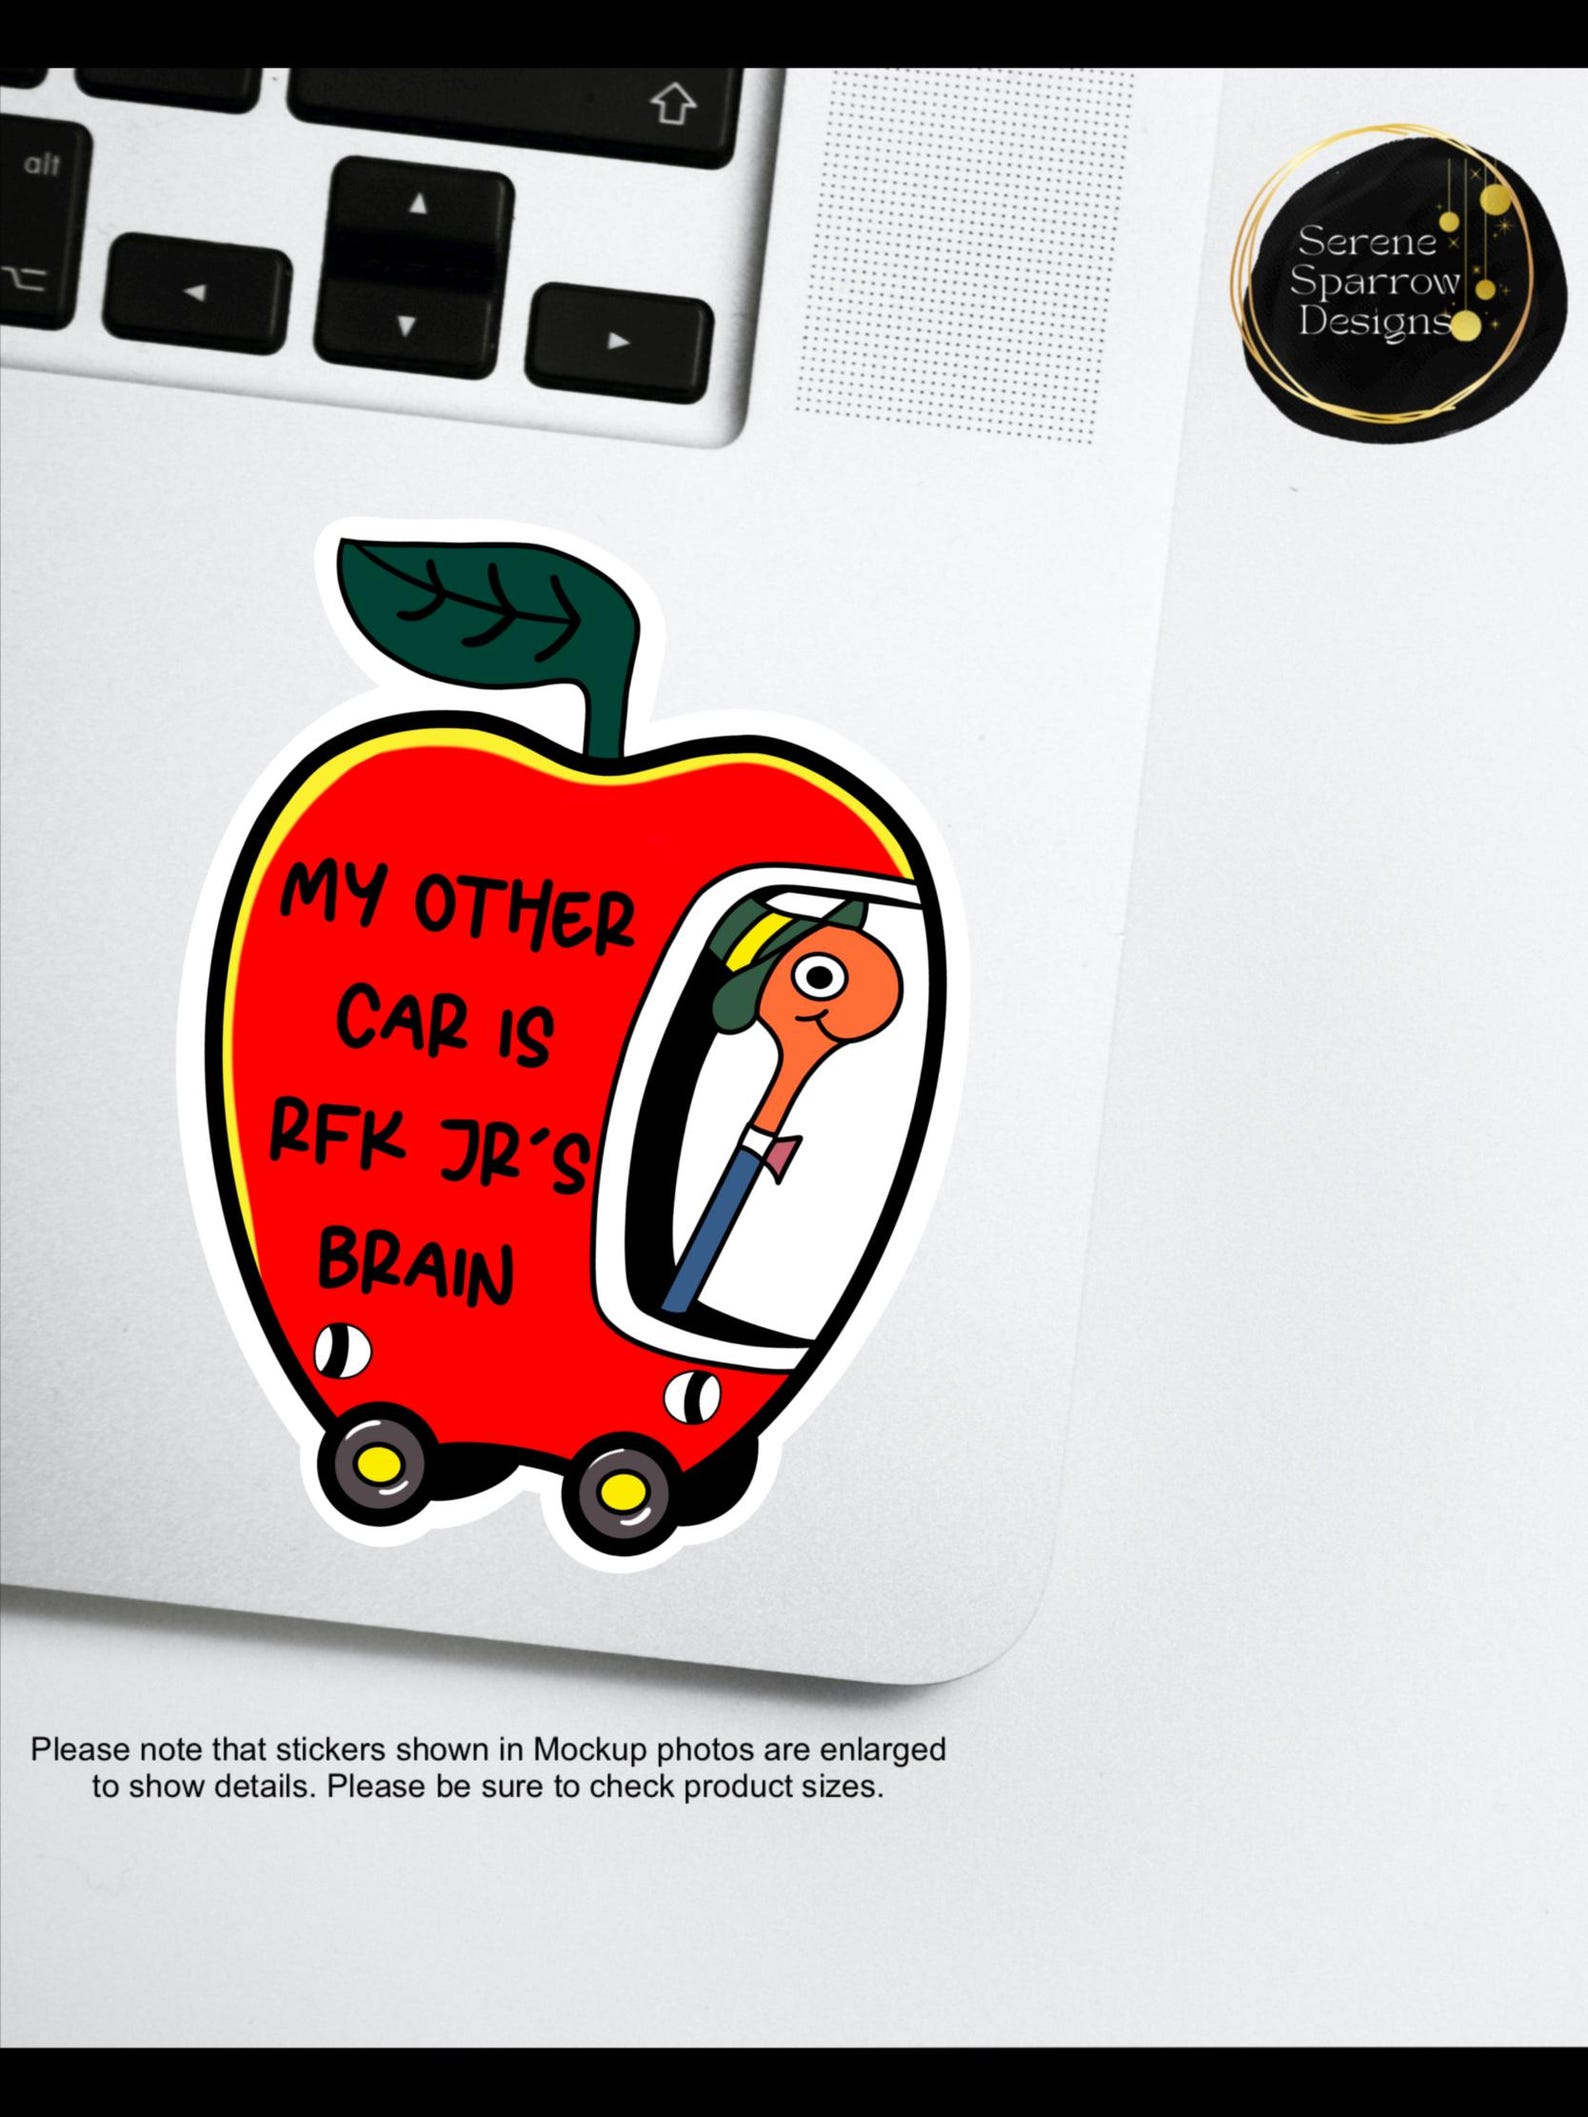 alt
Serene
Sparrow
Designs
MY OTHER
CAR IS
RFK JR'S
BRAIN
Please note that stickers shown in Mockup photos are enlarged
to show details. Please be sure to check product sizes.